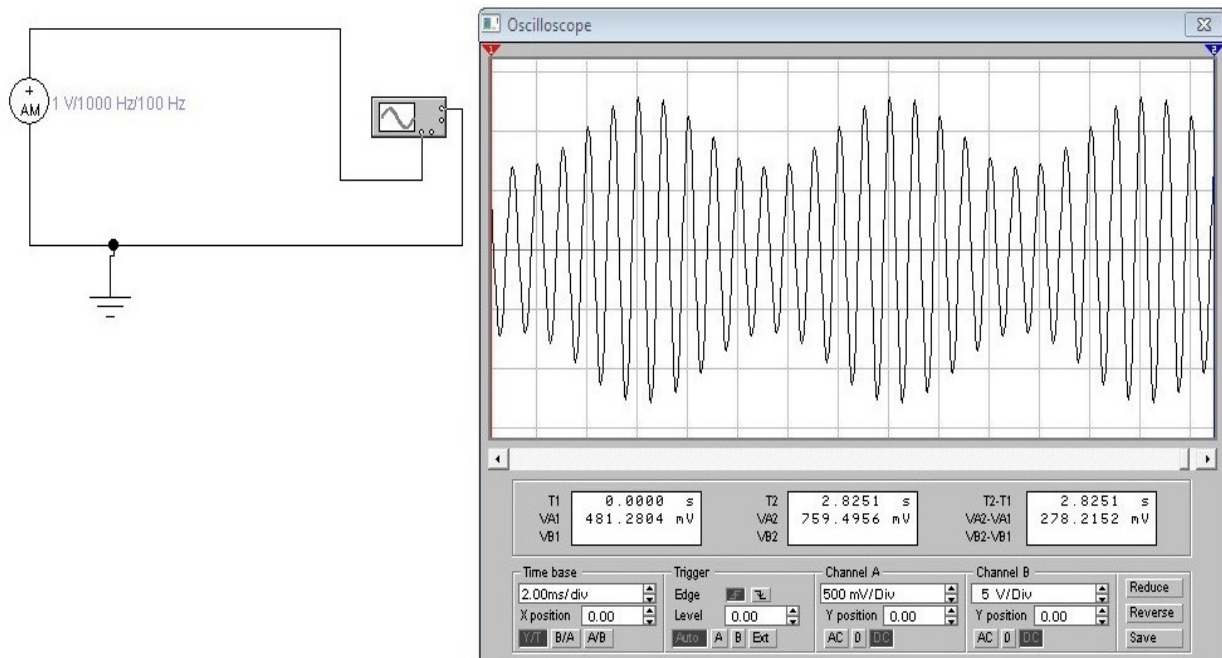 Oscilloscope
1
2
+
AM
1 V/1000 Hz/100 Hz
T1 0.0000 s
VA1 481.2804 mV
VB1
T2 2.8251 s
VA2 759.4956 mV
VB2
T2-T1 2.8251 s
VA2-VA1 278.2152 mV
VB2-VB1
Time base
2.00ms/div
X position 0.00
Y/T B/A A/B
Trigger
Edge
Level 0.00
Auto A B Ext
Channel A
500 mV/Div
Y position 0.00
AC 0 DC
Channel B
5 V/Div
Y position 0.00
AC 0 DC
Reduce
Reverse
Save